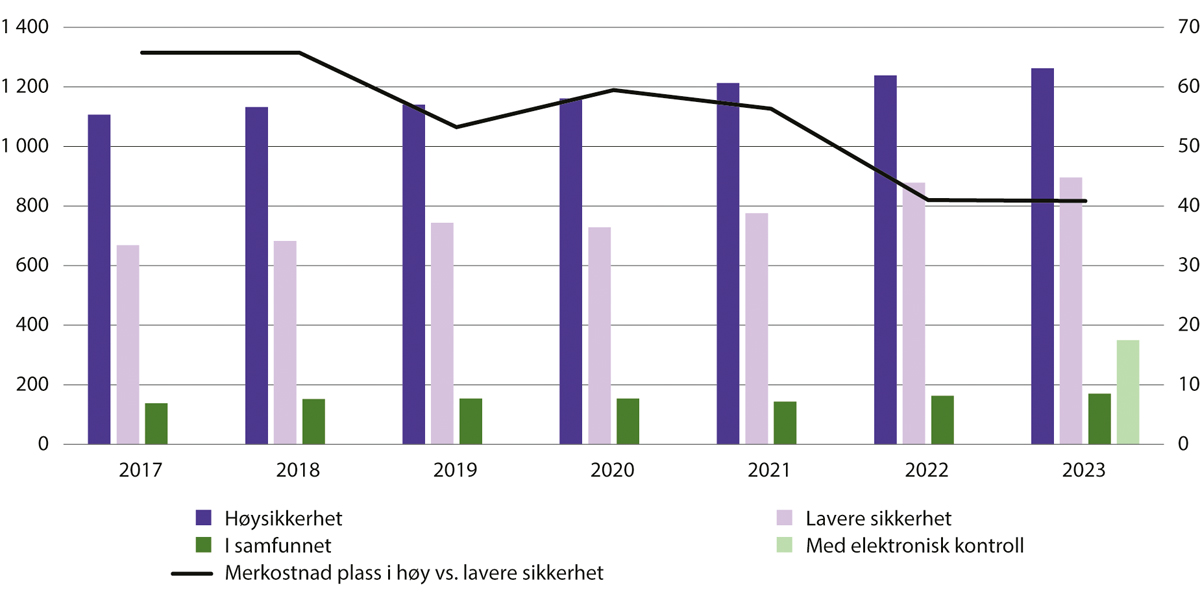 1 400 70
1 200 60
1 000 50
800 40
600 30
400 20
200 10
0 0
2017 2018 2019 2020 2021 2022 2023
Høysikkerhet Lavere sikkerhet
I samfunnet Med elektronisk kontroll
Merkostnad plass i høy vs. lavere sikkerhet